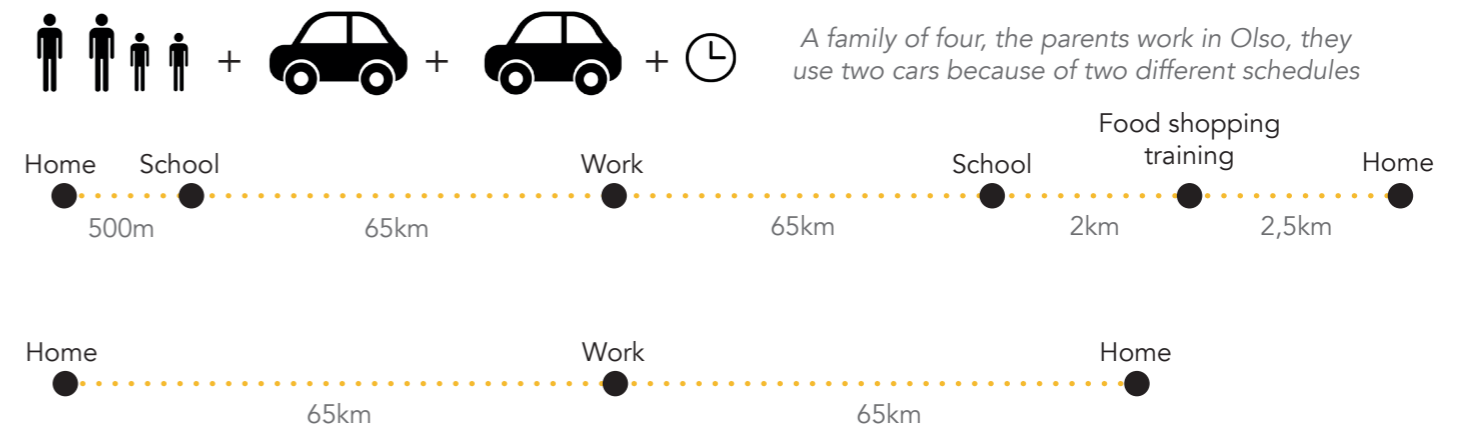 + + +
A family of four, the parents work in Olso, they
use two cars because of two different schedules
Home School Work School Food shopping
training Home
500m 65km 65km 2km 2,5km
Home Work Home
65km 65km